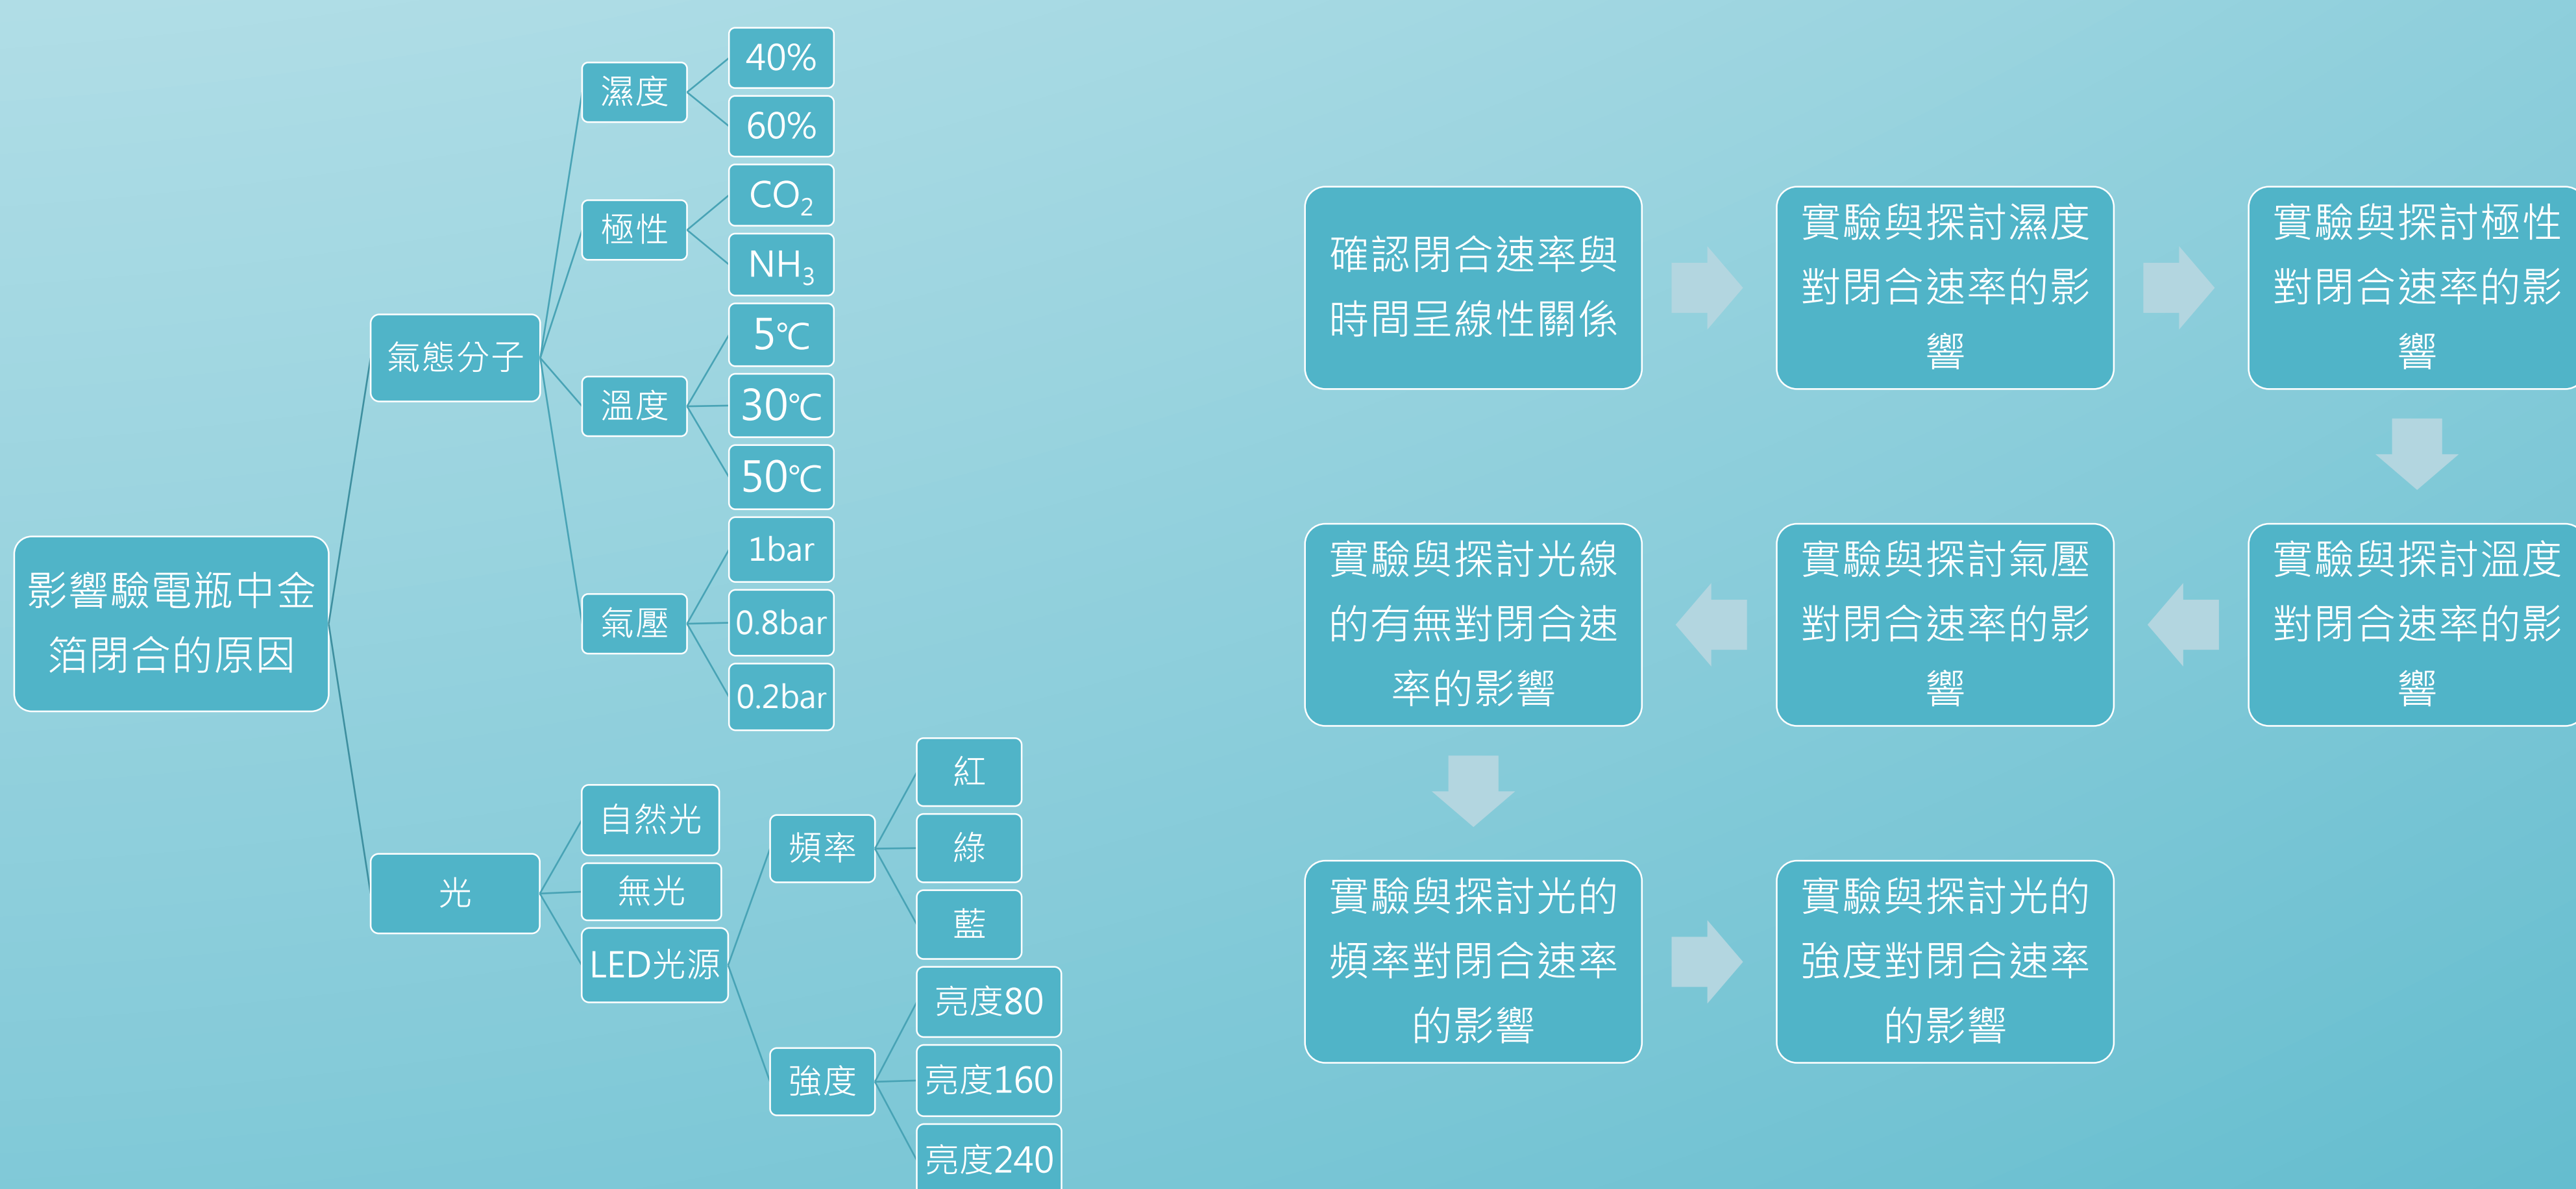 影響驗電瓶中金
箔閉合的原因
氣態分子
濕度
40%
60%
極性
CO₂
NH₃
溫度
5℃
30℃
50℃
氣壓
1bar
0.8bar
0.2bar
光
自然光
無光
LED光源
頻率
紅
綠
藍
強度
亮度80
亮度160
亮度240
確認閉合速率與
時間呈線性關係
實驗與探討濕度
對閉合速率的影
響
實驗與探討極性
對閉合速率的影
響
實驗與探討溫度
對閉合速率的影
響
實驗與探討氣壓
對閉合速率的影
響
實驗與探討光線
的有無對閉合速
率的影響
實驗與探討光的
頻率對閉合速率
的影響
實驗與探討光的
強度對閉合速率
的影響